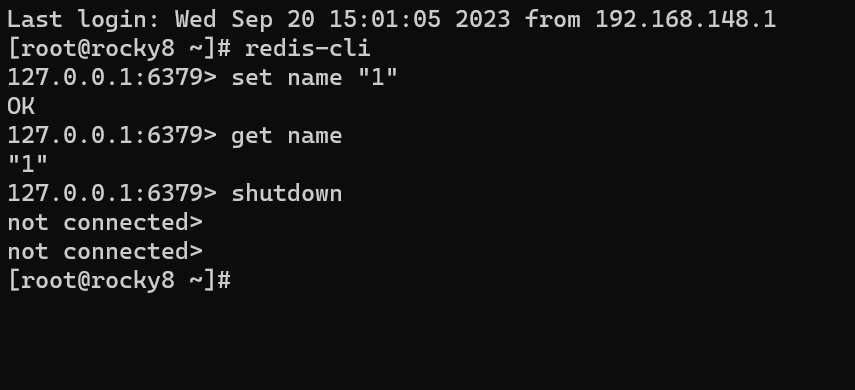 Last login: Wed Sep 20 15:01:05 2023 from 192.168.148.1
[root@rocky8 ~]# redis-cli
127.0.0.1:6379> set name "1"
OK
127.0.0.1:6379> get name
"1"
127.0.0.1:6379> shutdown
not connected>
not connected>
[root@rocky8 ~]#